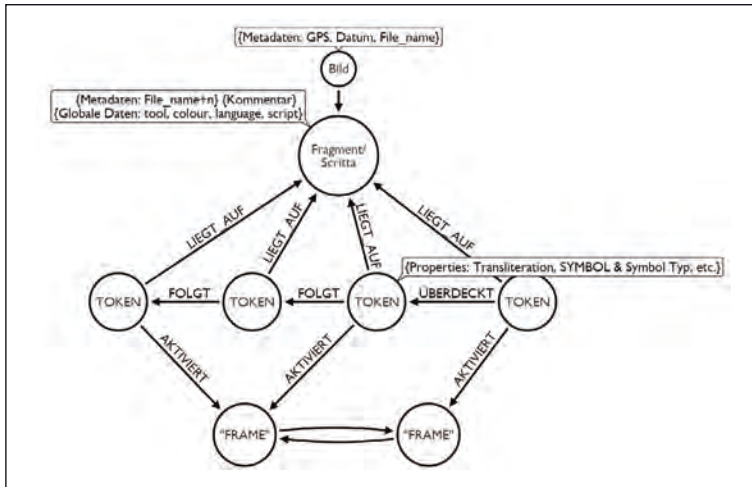 {Metadaten: GPS, Datum, File_name}
Bild
{Metadaten: File_name+n} {Kommentar}
{Globale Daten: tool, colour, language, script}
Fragment/
Scritta
LIEGT AUF
LIEGT AUF
LIEGT AUF
LIEGT AUF
{Properties: Transliteration, SYMBOL & Symbol Typ, etc.}
TOKEN FOLGT TOKEN FOLGT TOKEN ÜBERDECKT TOKEN
AKTIVIERT
AKTIVIERT
AKTIVIERT
"FRAME" "FRAME"